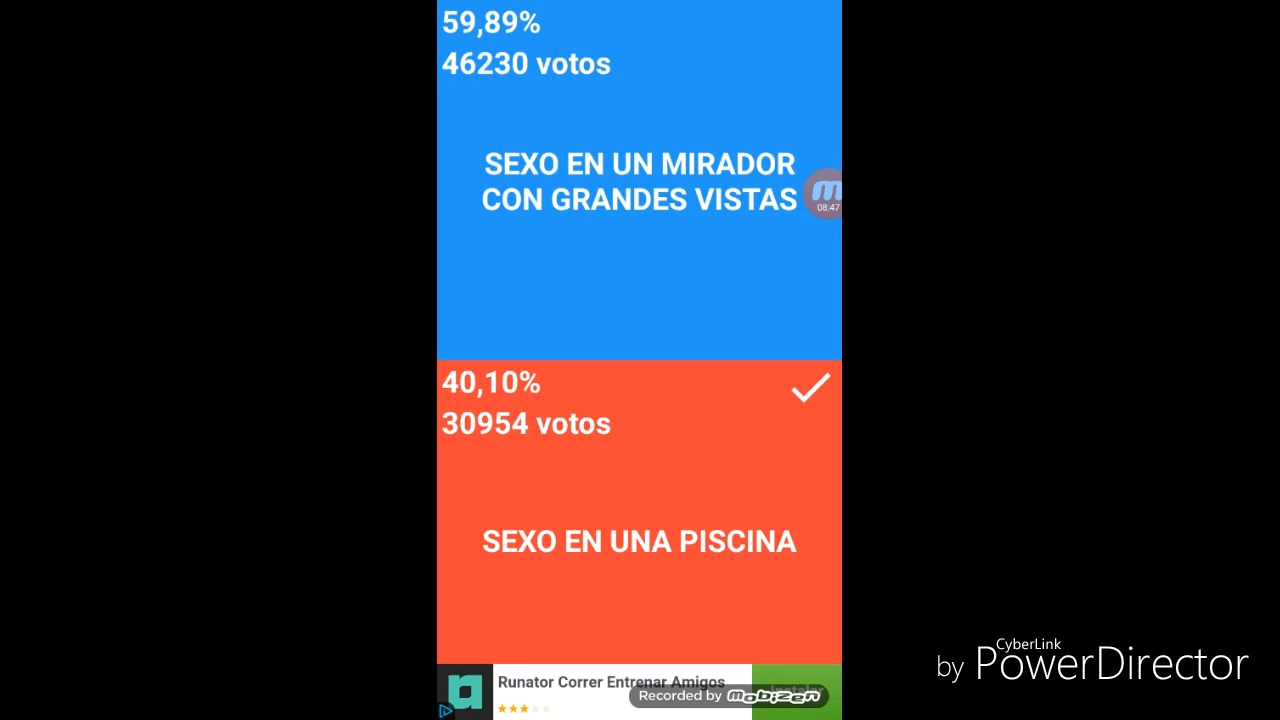 59,89%
46230 votos
SEXO EN UN MIRADOR
CON GRANDES VISTAS
08:47
40,10%
30954 votos
SEXO EN UNA PISCINA
Runator Correr Entrenar Amigos
Recorded by mobizen
CyberLink
by PowerDirector